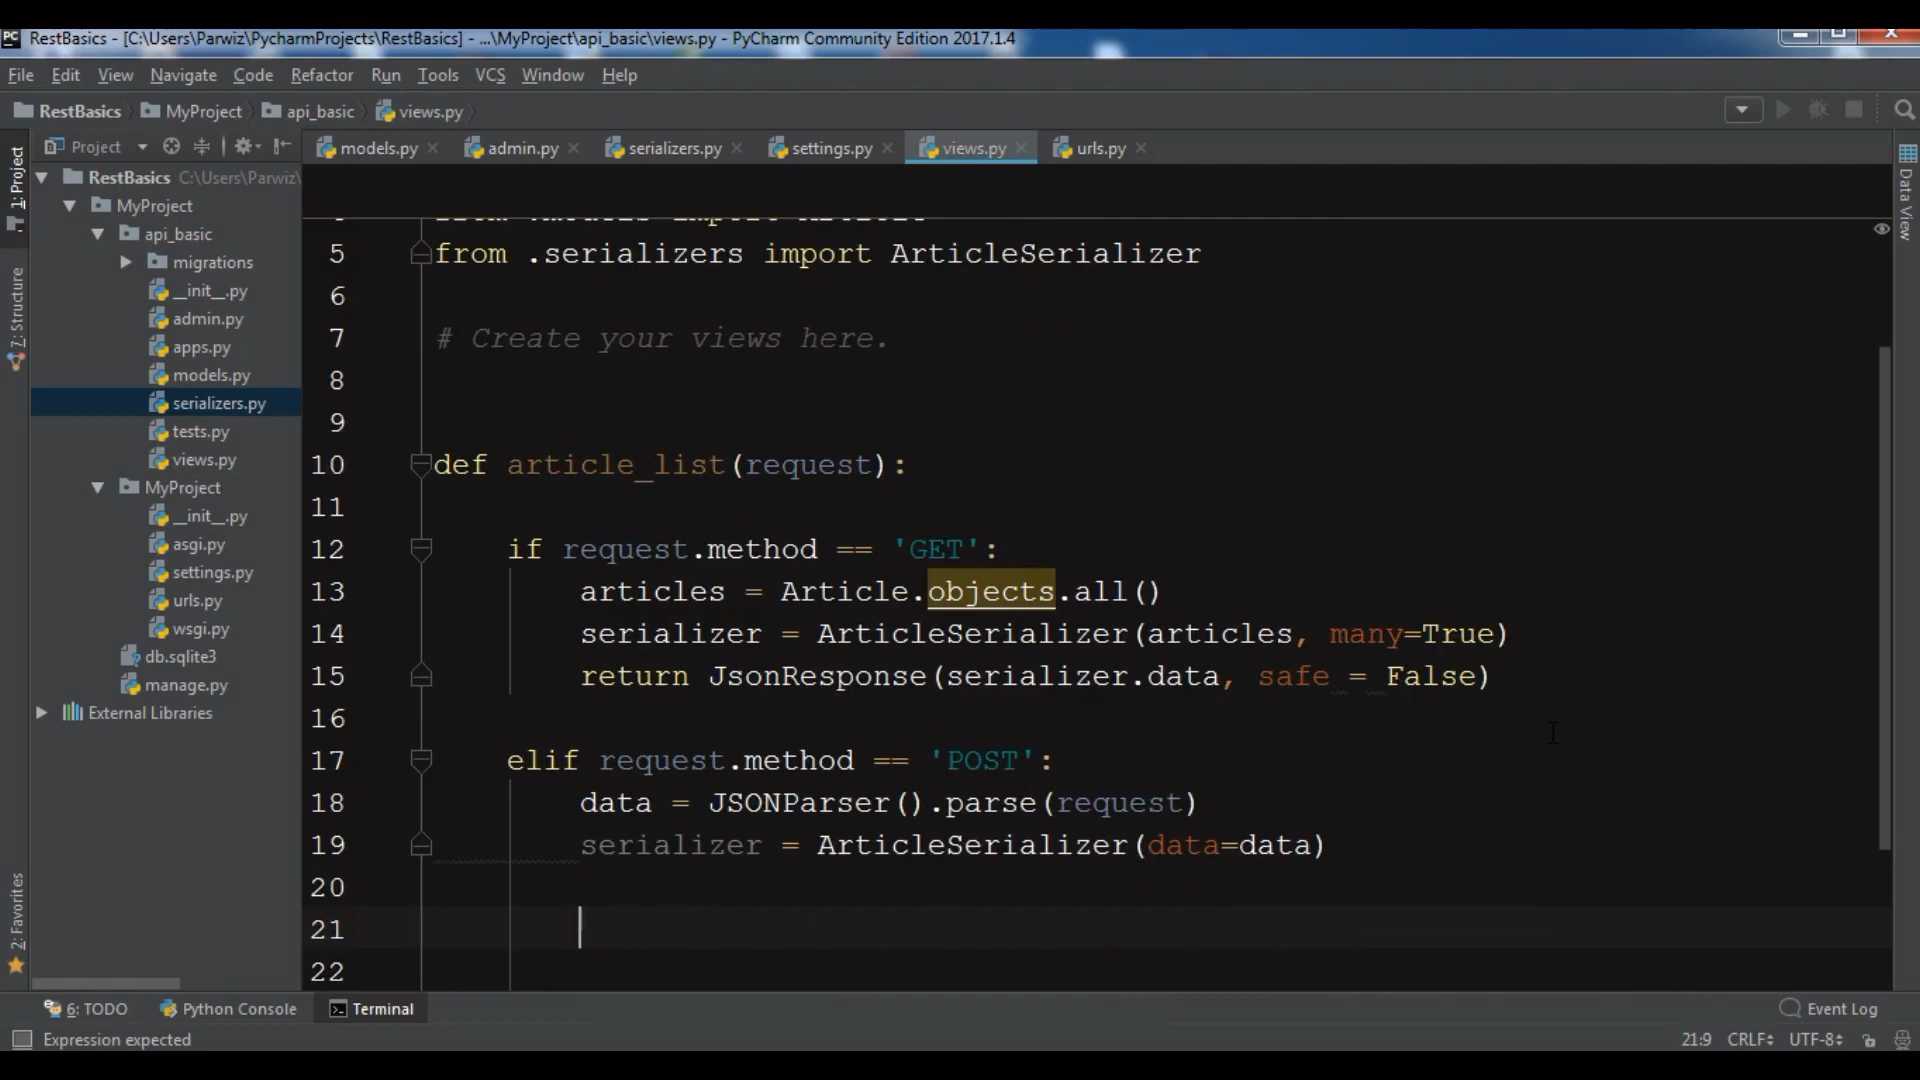 RestBasics - [C:\Users\Parwiz\PycharmProjects\RestBasics] - ...\MyProject\api_basic\views.py - PyCharm Community Edition 2017.1.4
File Edit View Navigate Code Refactor Run Tools VCS Window Help
RestBasics MyProject api_basic views.py
Project
models.py admin.py serializers.py settings.py views.py urls.py
1: Project
7: Structure
2: Favorites
Data View
RestBasics C:\Users\Parwiz\
MyProject
api_basic
migrations
__init__.py
admin.py
apps.py
models.py
serializers.py
tests.py
views.py
MyProject
__init__.py
asgi.py
settings.py
urls.py
wsgi.py
db.sqlite3
manage.py
External Libraries
5 from .serializers import ArticleSerializer
6
7 # Create your views here.
8
9
10 def article_list(request):
11
12 if request.method == 'GET':
13 articles = Article.objects.all()
14 serializer = ArticleSerializer(articles, many=True)
15 return JsonResponse(serializer.data, safe = False)
16
17 elif request.method == 'POST':
18 data = JSONParser().parse(request)
19 serializer = ArticleSerializer(data=data)
20
21
22
6: TODO Python Console Terminal Event Log
Expression expected 21:9 CRLF UTF-8